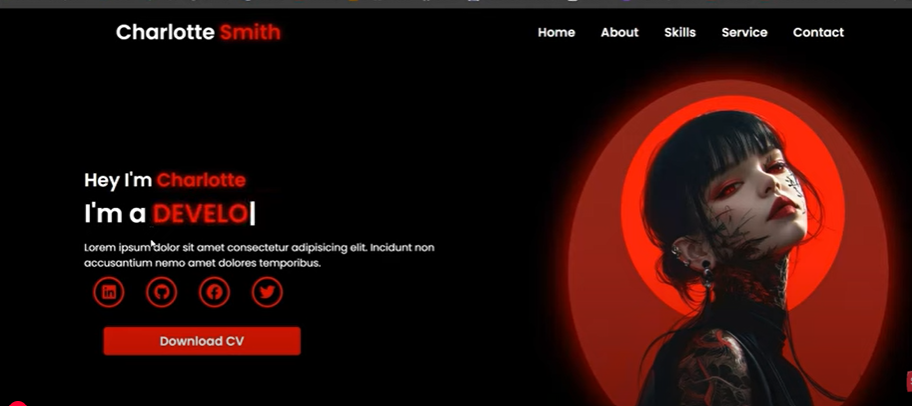 Charlotte Smith
Home About Skills Service Contact
Hey I'm Charlotte
I'm a DEVELO|
Lorem ipsum dolor sit amet consectetur adipisicing elit. Incidunt non
accusantium nemo amet dolores temporibus.
Download CV